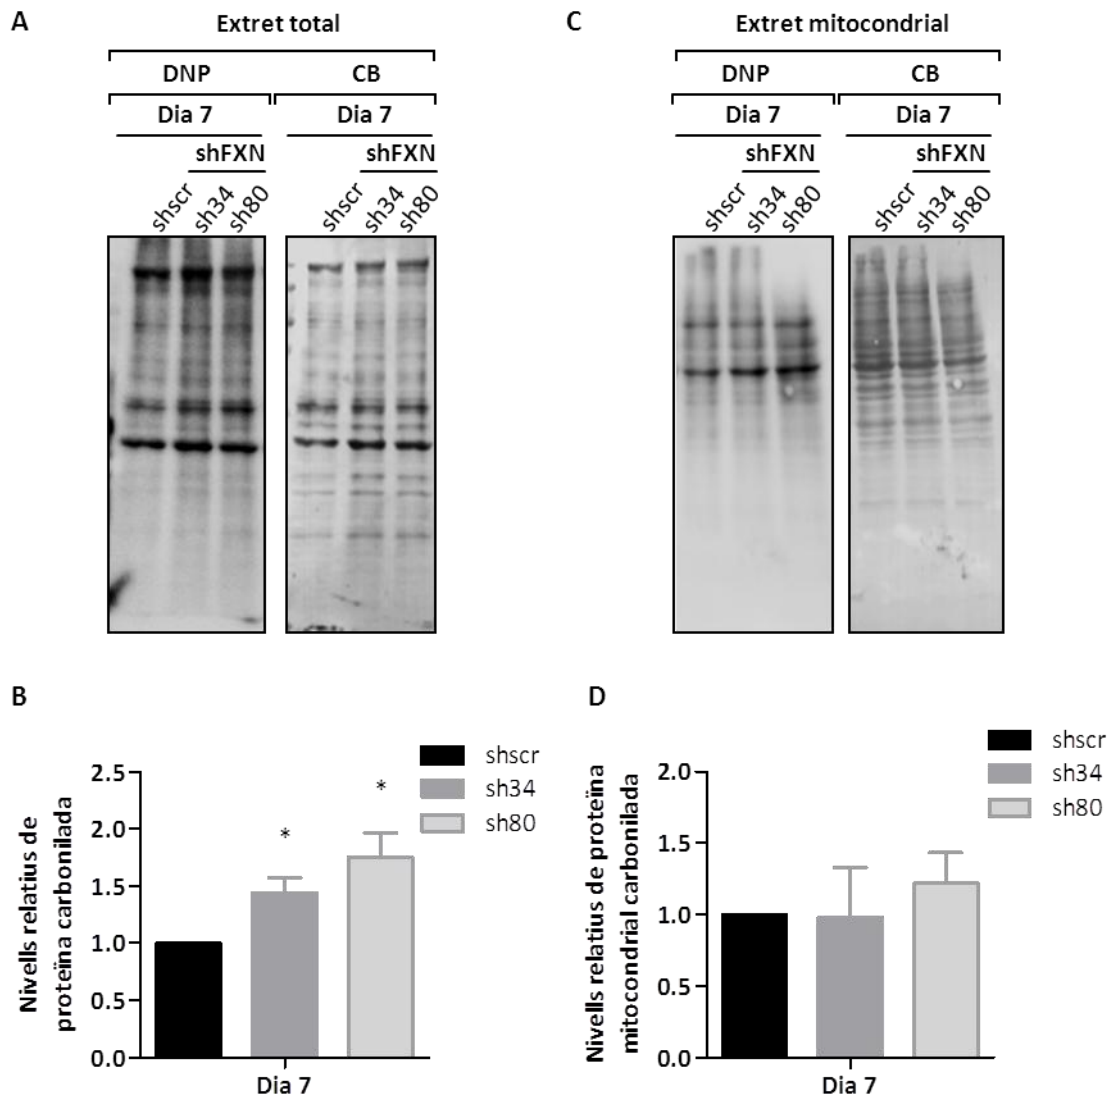 A
Extret total
DNP CB
Dia 7 Dia 7
shFXN shFXN
shscr sh34 sh80 shscr sh34 sh80
C
Extret mitocondrial
DNP CB
Dia 7 Dia 7
shFXN shFXN
shscr sh34 sh80 shscr sh34 sh80
B
Nivells relatius de
proteïna carbonilada
2.5
2.0
1.5
1.0
0.5
0.0
* *
Dia 7
shscr
sh34
sh80
D
Nivells relatius de proteïna
mitocondrial carbonilada
2.0
1.5
1.0
0.5
0.0
Dia 7
shscr
sh34
sh80